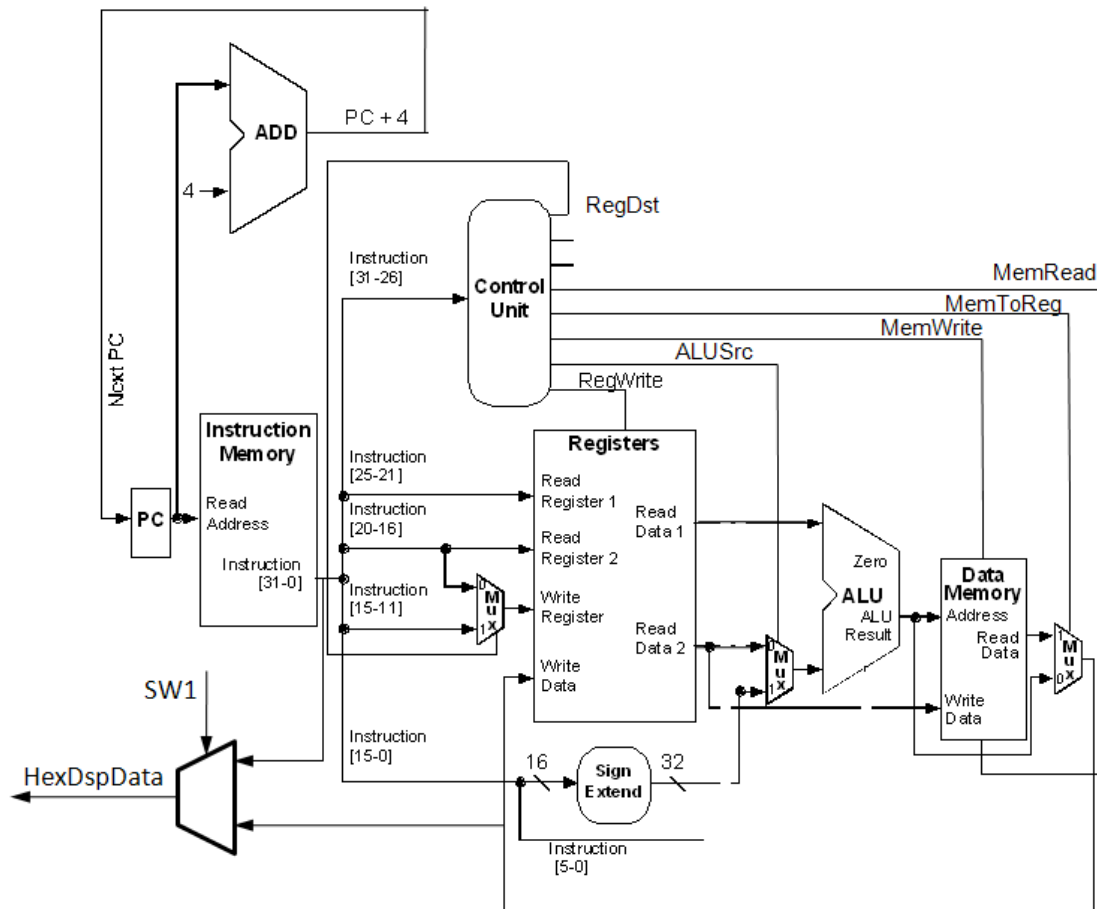 ADD
PC + 4
4
RegDst
Instruction
[31-26]
Control
Unit
MemRead
MemToReg
MemWrite
ALUSrc
RegWrite
Next PC
Instruction
Memory
Read
Address
Instruction
[31-0]
PC
Instruction
[25-21]
Instruction
[20-16]
Instruction
[15-11]
0
Mux
1
Registers
Read
Register 1
Read
Register 2
Write
Register
Write
Data
Read
Data 1
Read
Data 2
0
Mux
1
Zero
ALU
ALU
Result
Data
Memory
Address
Read
Data
Write
Data
1
Mux
0
SW1
HexDspData
Instruction
[15-0]
16
Sign
Extend
32
Instruction
[5-0]